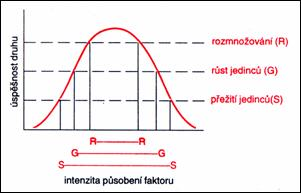 úspěšnost druhu
rozmnožování (R)
růst jedinců (G)
přežití jedinců(S)
R R
G G
S S
intenzita působení faktoru